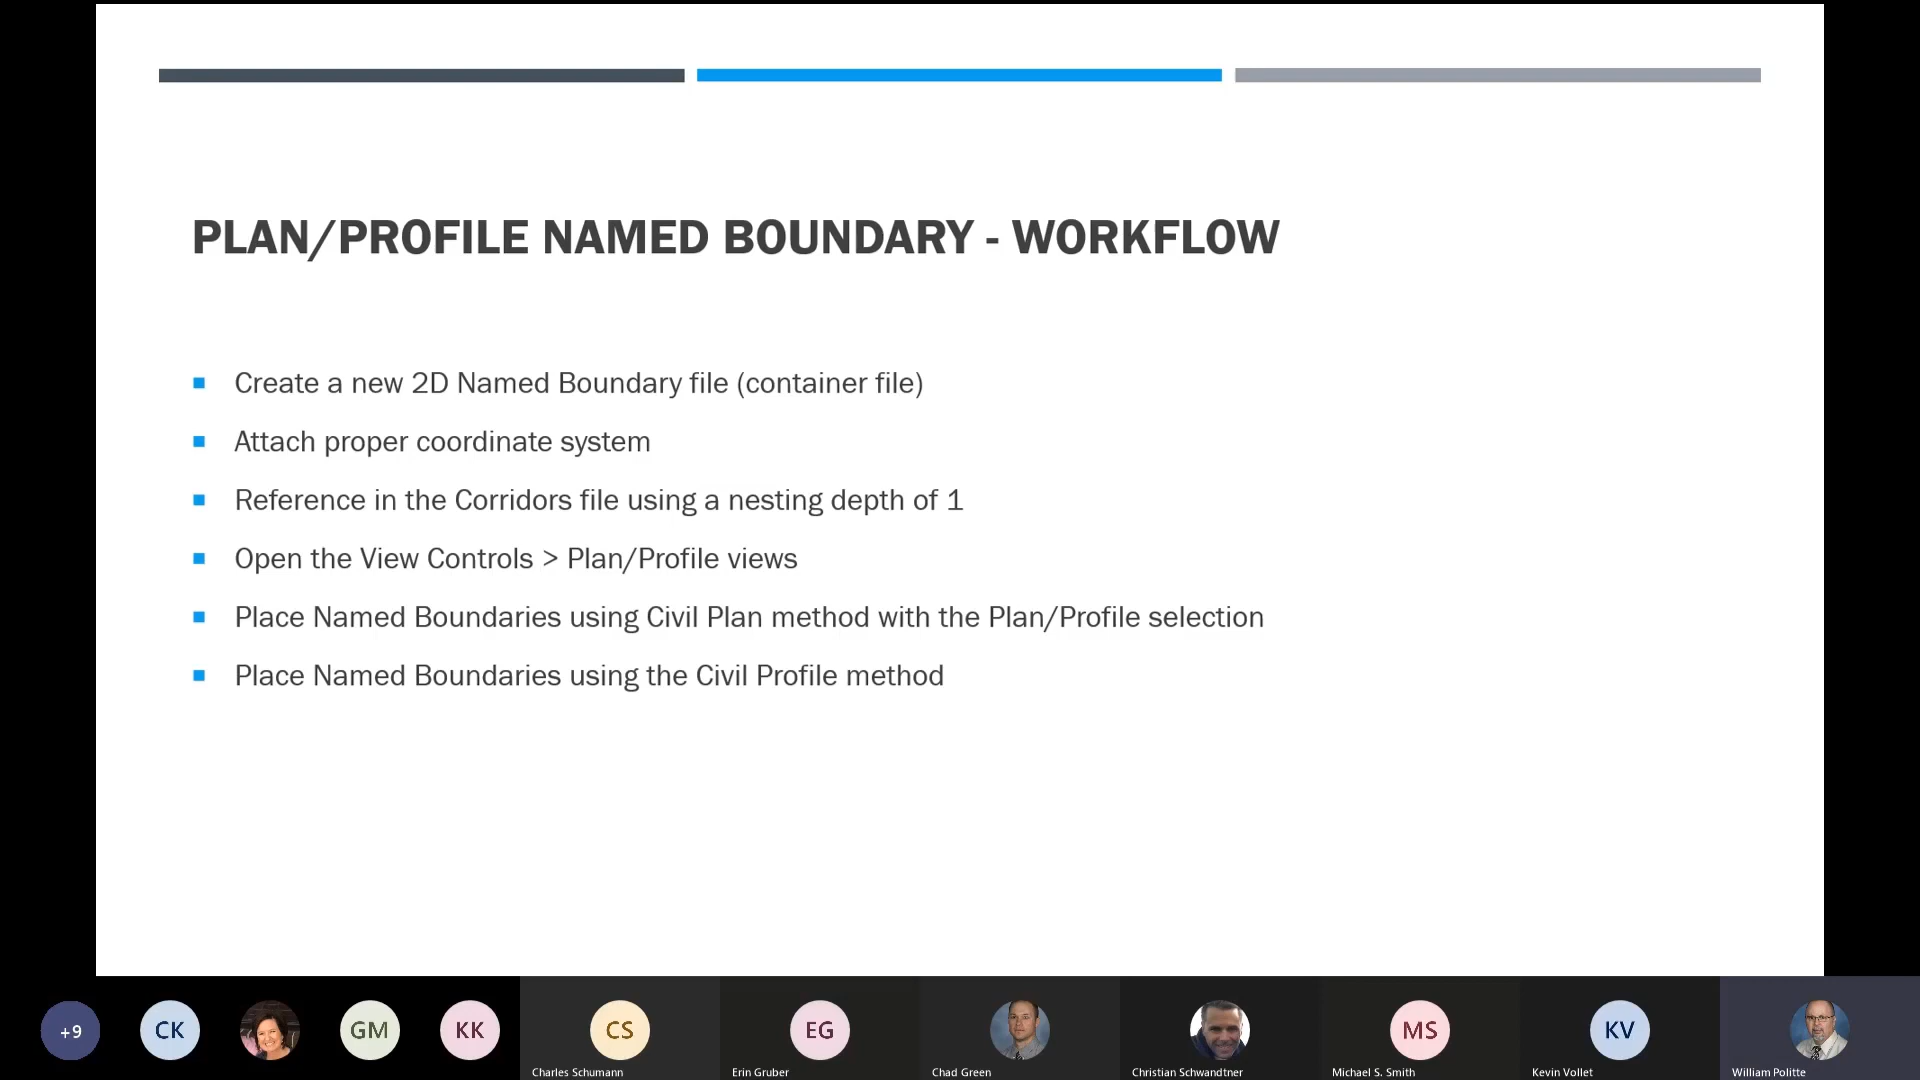 PLAN/PROFILE NAMED BOUNDARY - WORKFLOW
Create a new 2D Named Boundary file (container file)
Attach proper coordinate system
Reference in the Corridors file using a nesting depth of 1
Open the View Controls > Plan/Profile views
Place Named Boundaries using Civil Plan method with the Plan/Profile selection
Place Named Boundaries using the Civil Profile method
+9
CK
GM
KK
CS
EG
MS
KV
Charles Schumann
Erin Gruber
Chad Green
Christian Schwandtner
Michael S. Smith
Kevin Vollet
William Politte